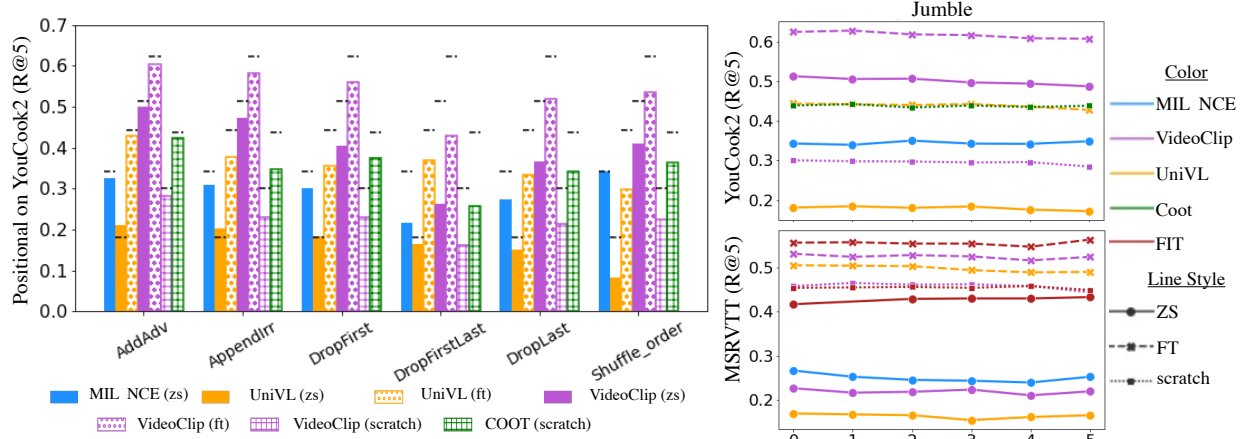 Positional on YouCook2 (R@5)
0.7
0.6
0.5
0.4
0.3
0.2
0.1
0.0
AddAdv
AppendIrr
DropFirst
DropFirstLast
DropLast
Shuffle_order
MIL NCE (zs)
UniVL (zs)
UniVL (ft)
VideoClip (zs)
VideoClip (ft)
VideoClip (scratch)
COOT (scratch)
Jumble
YouCook2 (R@5)
0.6
0.5
0.4
0.3
0.2
MSRVTT (R@5)
0.5
0.4
0.3
0.2
0 1 2 3 4 5
Color
MIL NCE
VideoClip
UniVL
Coot
FIT
Line Style
ZS
FT
scratch